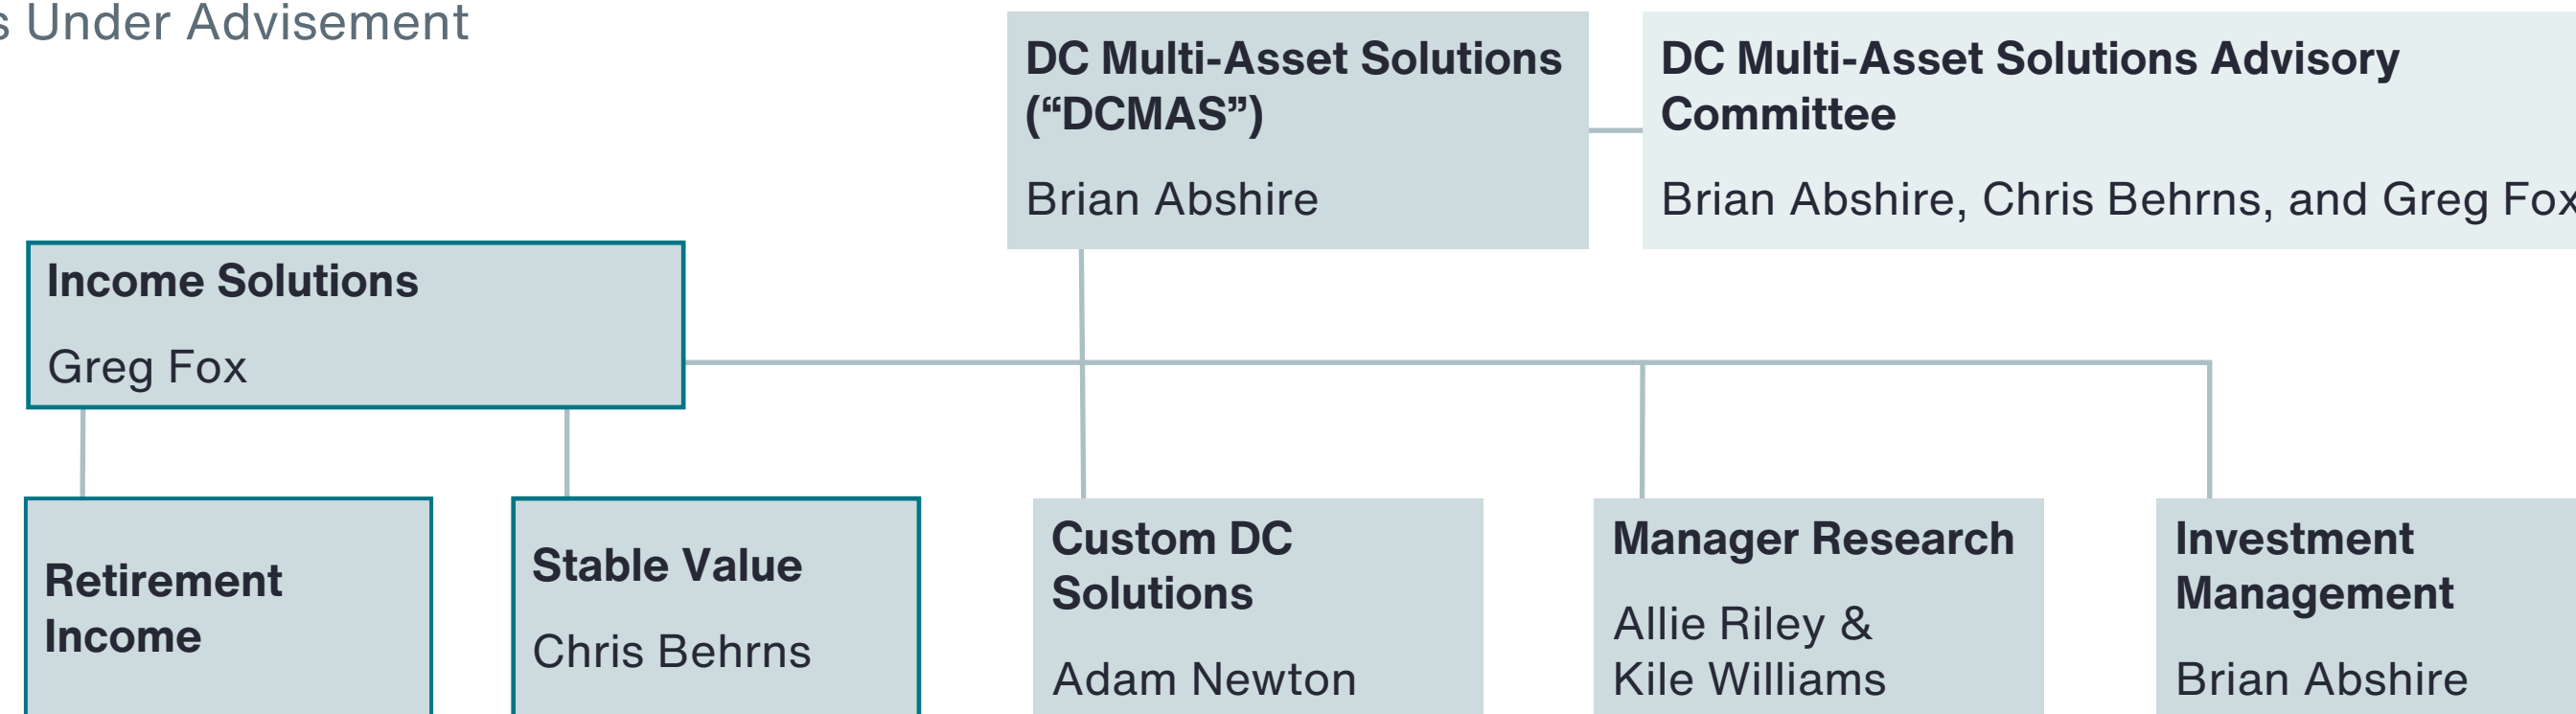 Under Advisement
DC Multi-Asset Solutions
(“DCMAS”)
Brian Abshire
DC Multi-Asset Solutions Advisory
Committee
Brian Abshire, Chris Behrns, and Greg Fox
Income Solutions
Greg Fox
Retirement
Income
Stable Value
Chris Behrns
Custom DC
Solutions
Adam Newton
Manager Research
Allie Riley &
Kile Williams
Investment
Management
Brian Abshire